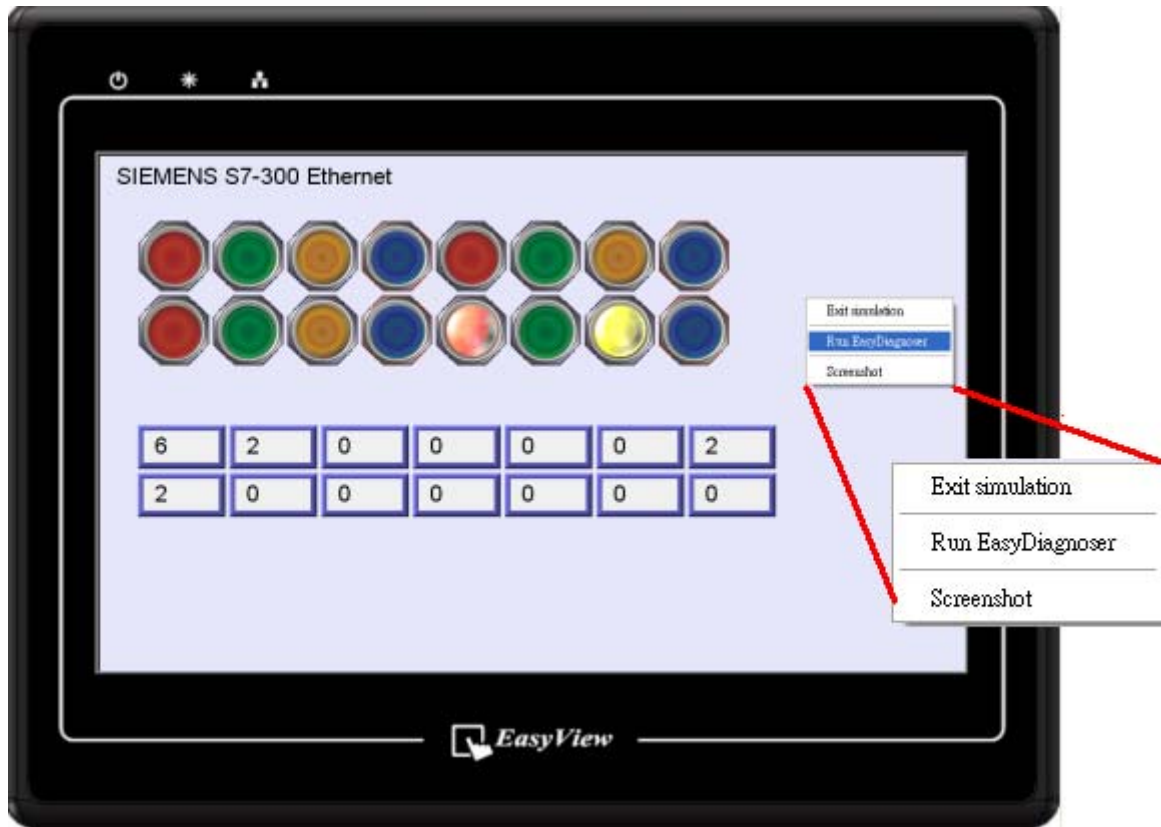 SIEMENS S7-300 Ethernet
Exit simulation
Run EasyDiagnoser
Screenshot
6 2 0 0 0 0 2
2 0 0 0 0 0 0
Exit simulation
Run EasyDiagnoser
Screenshot
EasyView